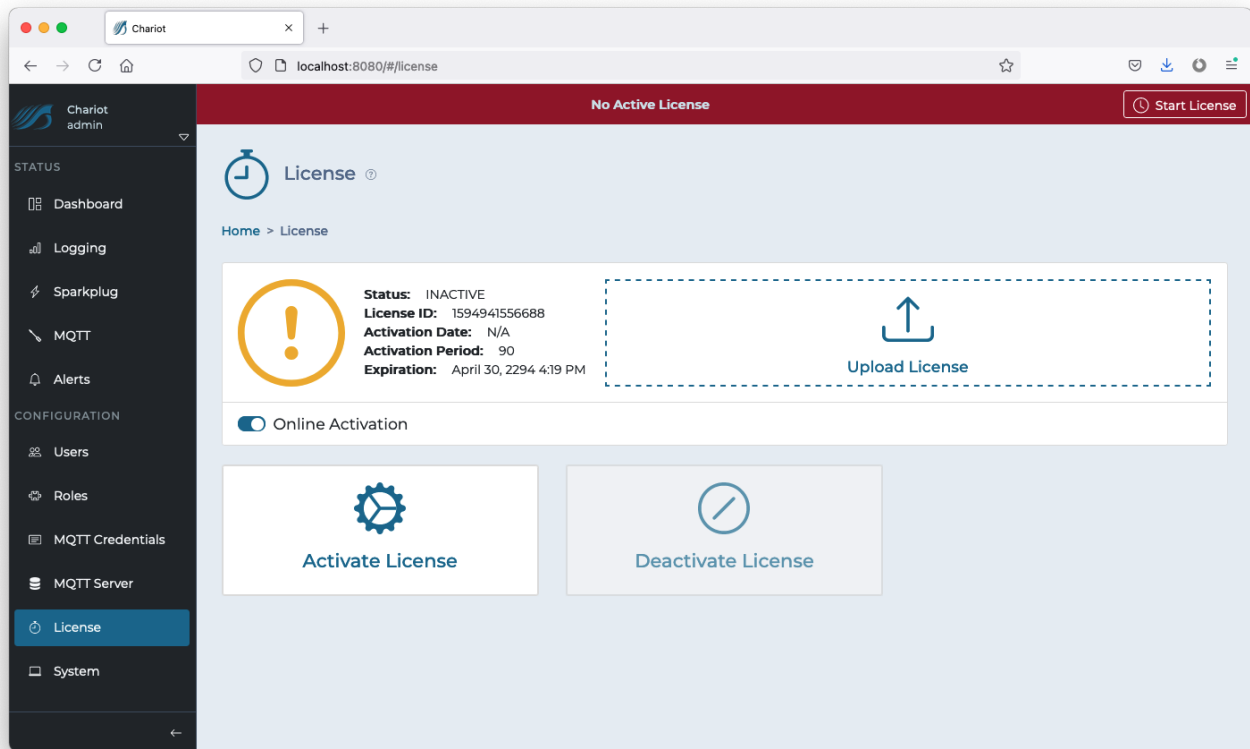 Chariot
localhost:8080/#/license
Chariot
admin
No Active License
Start License
STATUS
Dashboard
Logging
Sparkplug
MQTT
Alerts
CONFIGURATION
Users
Roles
MQTT Credentials
MQTT Server
License
System
License
Home > License
Status: INACTIVE
License ID: 1594941556688
Activation Date: N/A
Activation Period: 90
Expiration: April 30, 2294 4:19 PM
Upload License
Online Activation
Activate License
Deactivate License